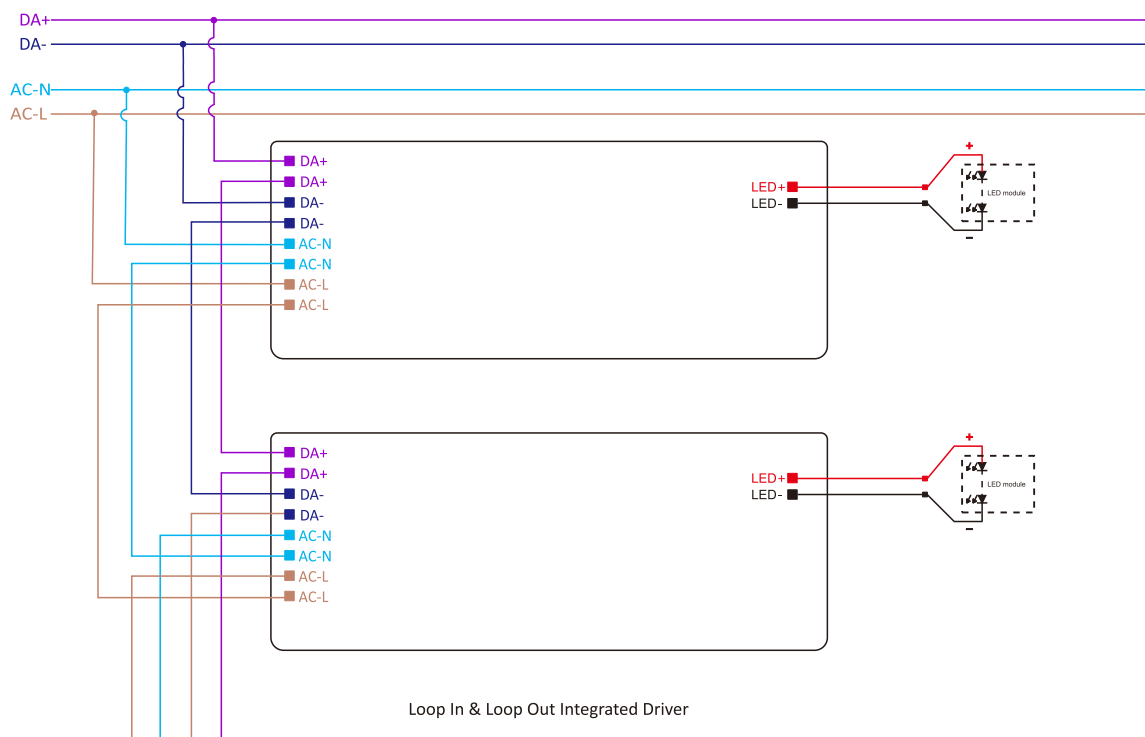 DA+
DA-
AC-N
AC-L
DA+
DA+
DA-
DA-
AC-N
AC-N
AC-L
AC-L
LED+
LED-
+
LED module
−
DA+
DA+
DA-
DA-
AC-N
AC-N
AC-L
AC-L
LED+
LED-
+
LED module
−
Loop In & Loop Out Integrated Driver